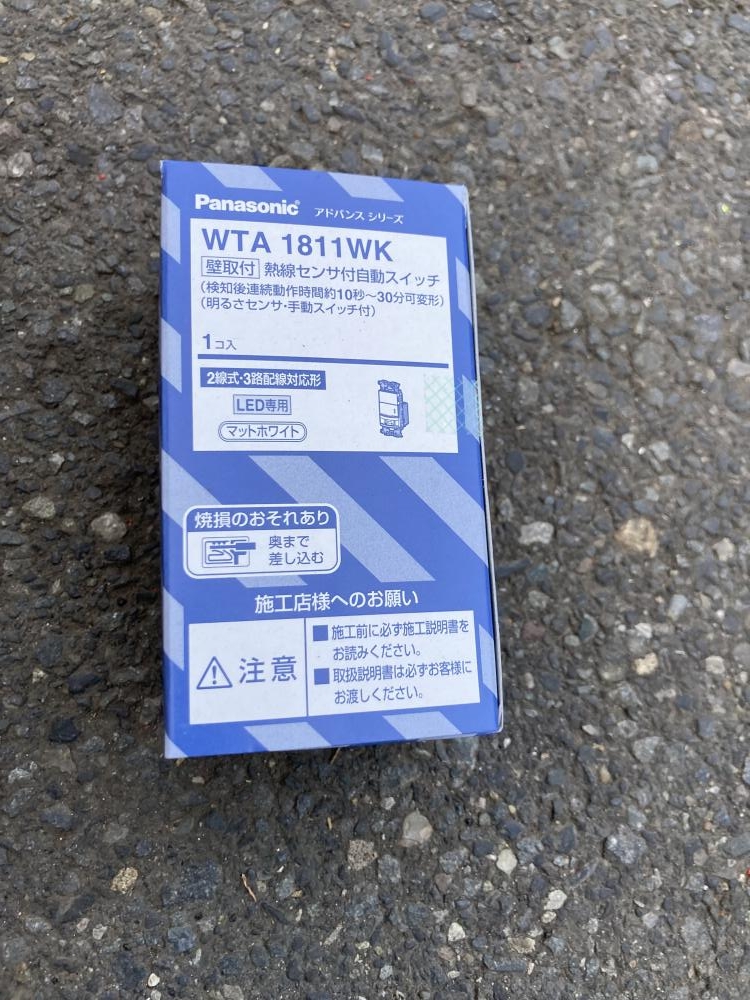 Panasonic アドバンス シリーズ
WTA 1811WK
壁取付 熱線センサ付自動スイッチ
(検知後連続動作時間約10秒～30分可変形)
(明るさセンサ・手動スイッチ付)
1コ入
2線式・3路配線対応形
LED専用
マットホワイト
焼損のおそれあり
奥まで
差し込む
施工店様へのお願い
注意
■施工前に必ず施工説明書を
お読みください。
■取扱説明書は必ずお客様に
お渡しください。